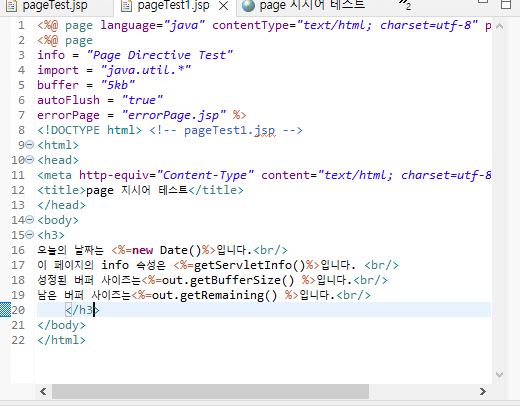 pageTest.jsp pageTest1.jsp page 지시어 테스트 2
1 <%@ page language="java" contentType="text/html; charset=utf-8" p
2 <%@ page
3 info = "Page Directive Test"
4 import = "java.util.*"
5 buffer = "5kb"
6 autoFlush = "true"
7 errorPage = "errorPage.jsp" %>
8 <!DOCTYPE html> <!-- pageTest1.jsp -->
9 <html>
10 <head>
11 <meta http-equiv="Content-Type" content="text/html; charset=utf-8
12 <title>page 지시어 테스트</title>
13 </head>
14 <body>
15 <h3>
16 오늘의 날짜는 <%=new Date()%>입니다.<br/>
17 이 페이지의 info 속성은 <%=getServletInfo()%>입니다. <br/>
18 성정된 버퍼 사이즈는<%=out.getBufferSize() %>입니다.<br/>
19 남은 버퍼 사이즈는<%=out.getRemaining() %>입니다.<br/>
20 </h3>
21 </body>
22 </html>